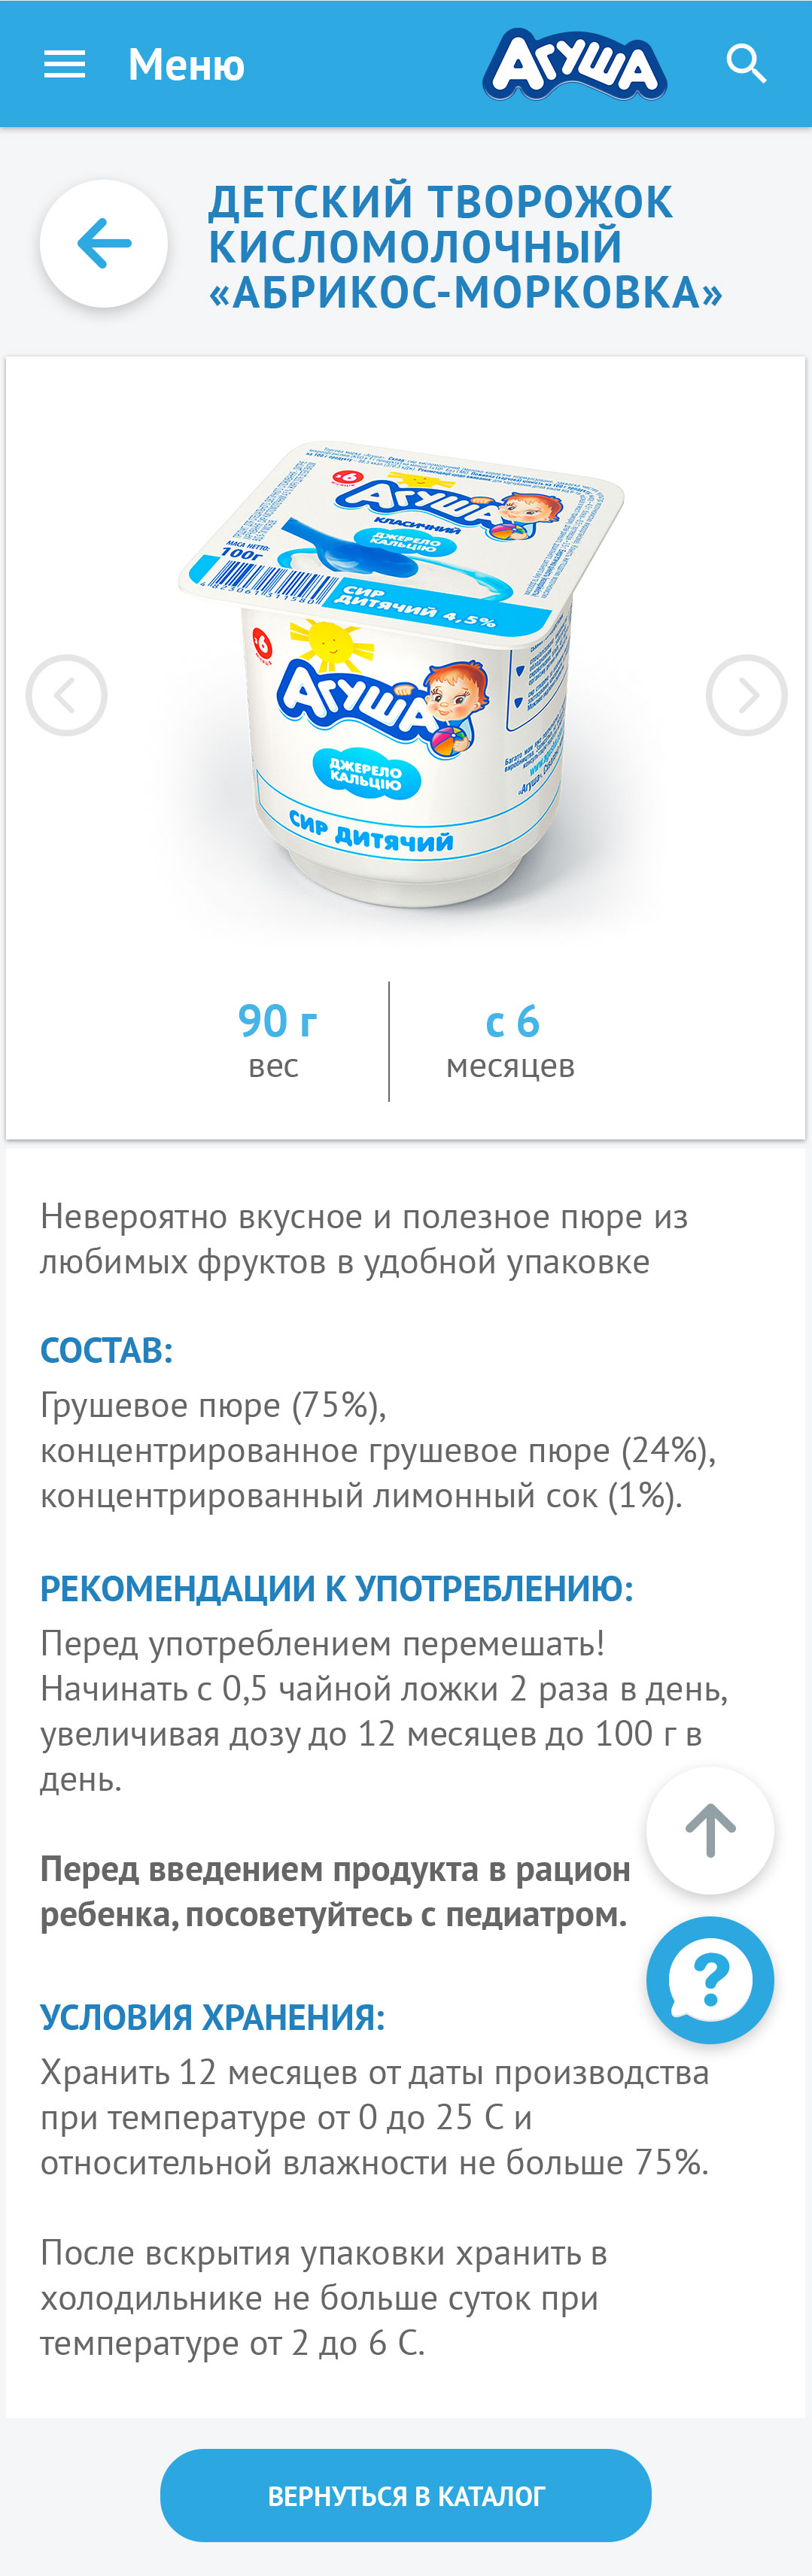 Меню
Агуша
ДЕТСКИЙ ТВОРОЖОК
КИСЛОМОЛОЧНЫЙ
«АБРИКОС-МОРКОВКА»
6
Агуша
КЛАСИЧНИЙ
ДЖЕРЕЛО
КАЛЬЦІЮ
МАСА НЕТТО:
100г
4 823061 311580
СИР
ДИТЯЧИЙ 4,5%
6
Агуша
ДЖЕРЕЛО
КАЛЬЦІЮ
СИР ДИТЯЧИЙ
90 г
вес
с 6
месяцев
Невероятно вкусное и полезное пюре из
любимых фруктов в удобной упаковке
СОСТАВ:
Грушевое пюре (75%),
концентрированное грушевое пюре (24%),
концентрированный лимонный сок (1%).
РЕКОМЕНДАЦИИ К УПОТРЕБЛЕНИЮ:
Перед употреблением перемешать!
Начинать с 0,5 чайной ложки 2 раза в день,
увеличивая дозу до 12 месяцев до 100 г в
день.
Перед введением продукта в рацион
ребенка, посоветуйтесь с педиатром.
УСЛОВИЯ ХРАНЕНИЯ:
Хранить 12 месяцев от даты производства
при температуре от 0 до 25 С и
относительной влажности не больше 75%.
После вскрытия упаковки хранить в
холодильнике не больше суток при
температуре от 2 до 6 С.
ВЕРНУТЬСЯ В КАТАЛОГ